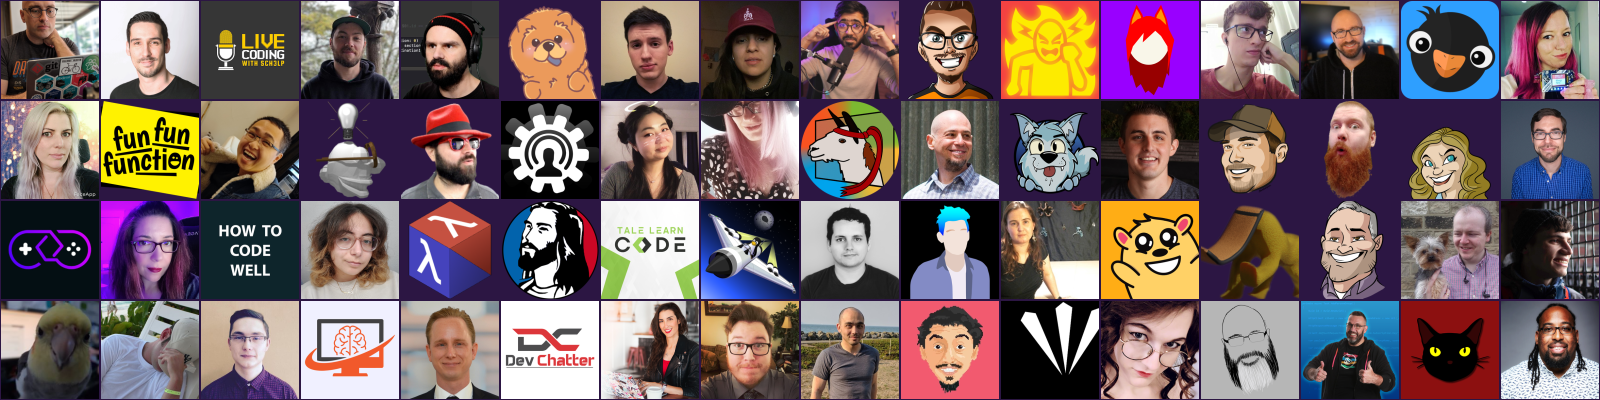 LIVE
CODING
WITH SCH3LP
fun fun
function
HOW TO
CODE
WELL
TALE LEARN
CODE
Dev Chatter